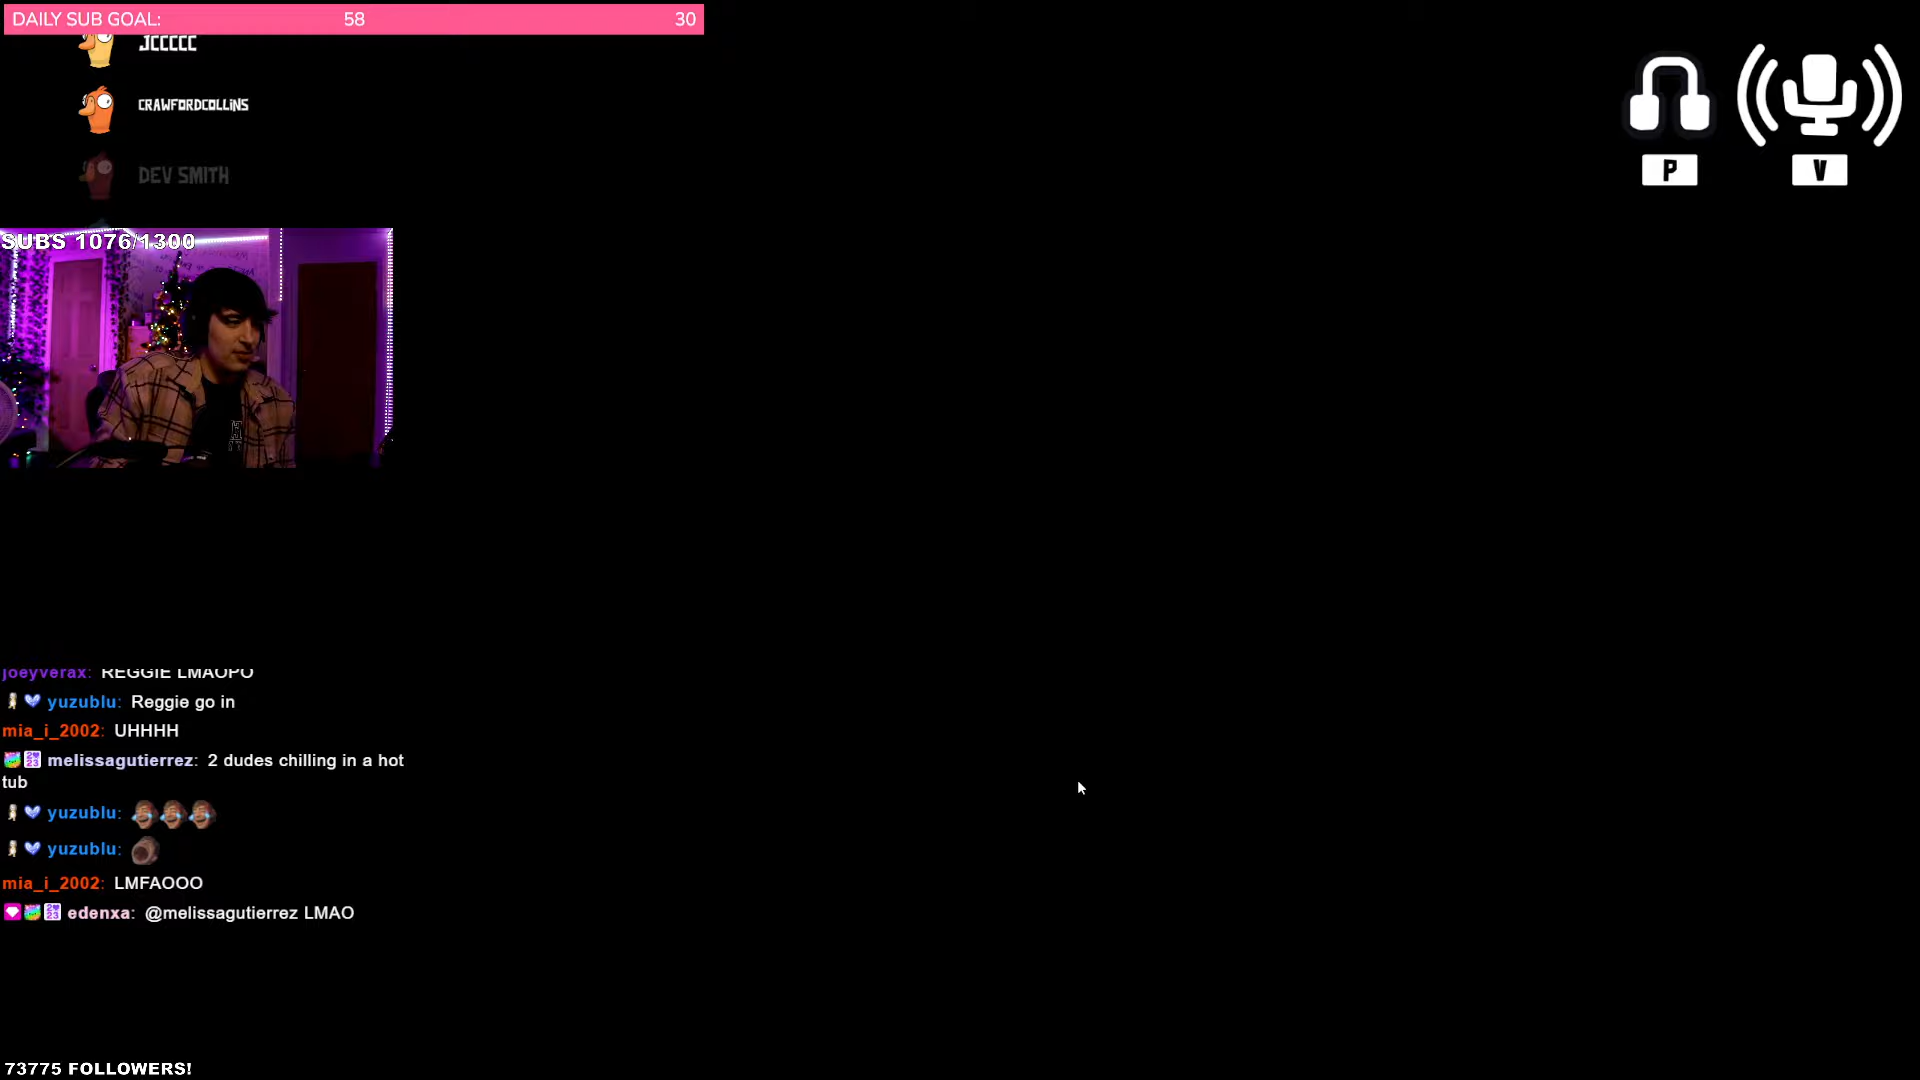 DAILY SUB GOAL: 58 30
JCCCCC
CRAWFORDCOLLINS
DEV SMITH
P V
SUBS 1076/1300
joeyverax: REGGIE LMAOPO
yuzublu: Reggie go in
mia_i_2002: UHHHH
melissagutierrez: 2 dudes chilling in a hot
tub
yuzublu:
yuzublu:
mia_i_2002: LMFAOOO
edenxa: @melissagutierrez LMAO
73775 FOLLOWERS!